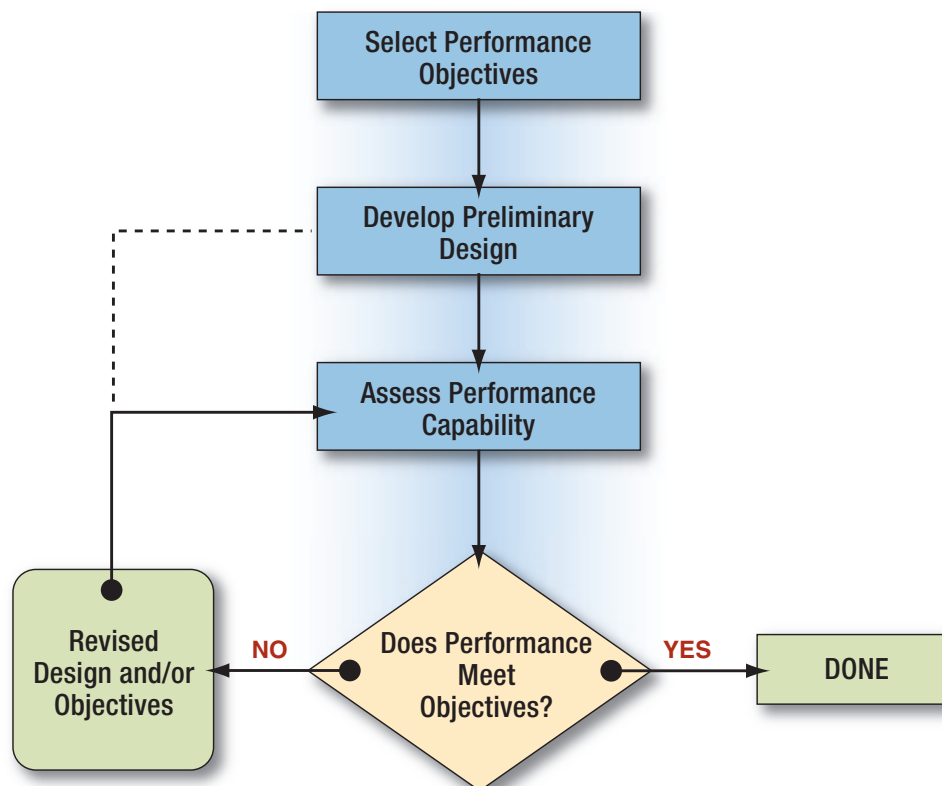 Select Performance
Objectives
Develop Preliminary
Design
Assess Performance
Capability
Does Performance
Meet
Objectives?
NO
YES
Revised
Design and/or
Objectives
DONE